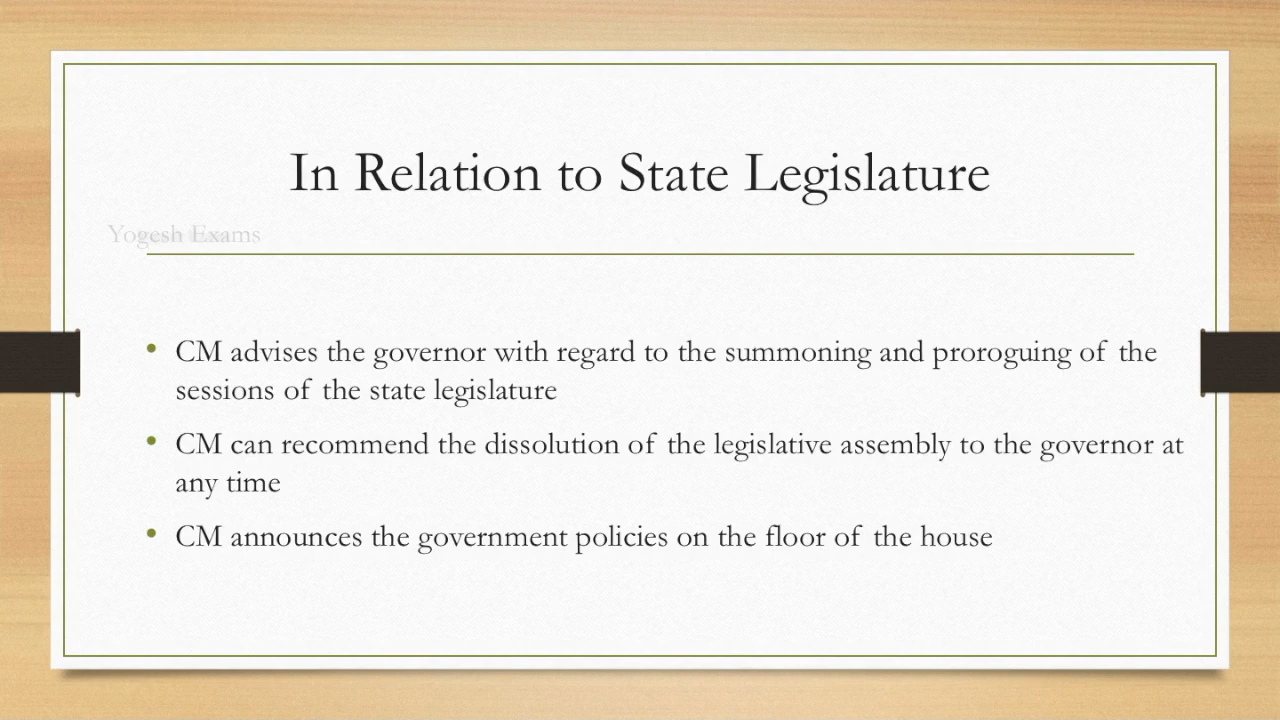 In Relation to State Legislature
Yogesh Exams
• CM advises the governor with regard to the summoning and proroguing of the
sessions of the state legislature
• CM can recommend the dissolution of the legislative assembly to the governor at
any time
• CM announces the government policies on the floor of the house